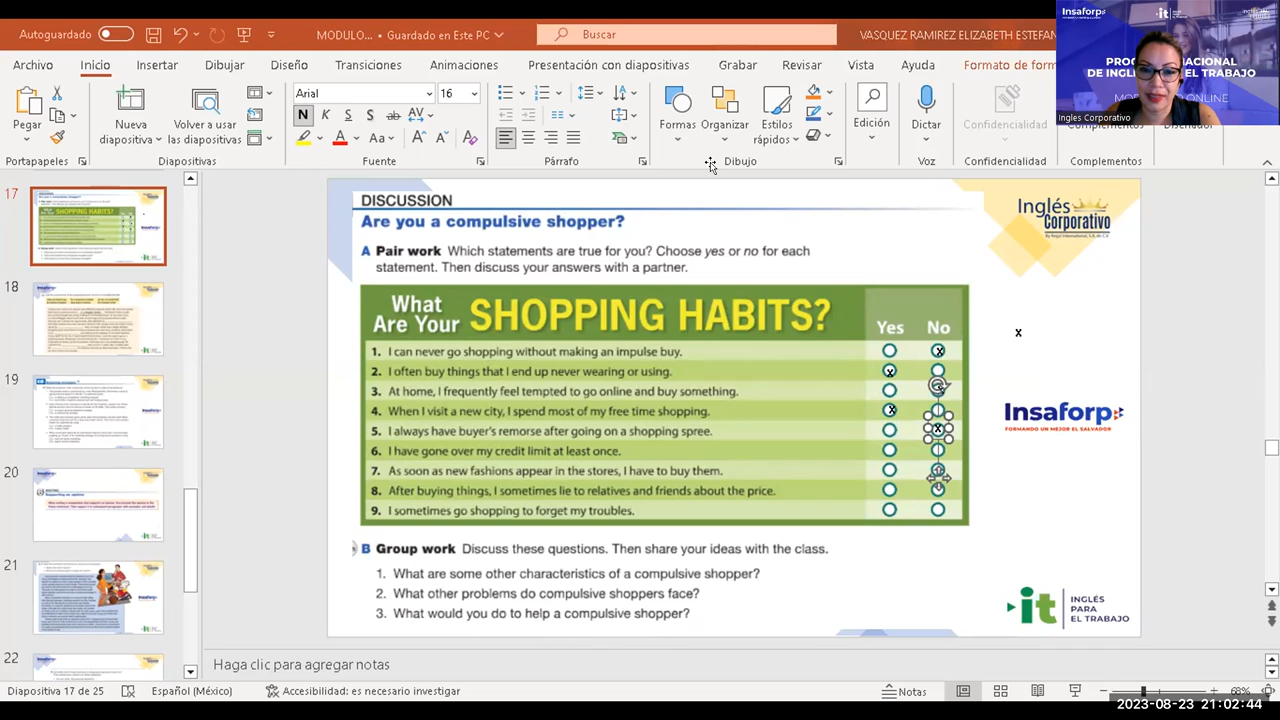 Autoguardado
MODULO... • Guardado en Este PC
Buscar
VASQUEZ RAMIREZ ELIZABETH ESTEFAN
Insaforp
it
Ingles Corporativo
Archivo Inicio Insertar Dibujar Diseño Transiciones Animaciones Presentación con diapositivas Grabar Revisar Vista Ayuda Formato de form
Pegar
Nueva diapositiva
Volver a usar las diapositivas
Arial 16
N K S S ab AV
A Aa A A A
Formas Organizar Estilos rápidos
Edición
Dictar
Confidencialidad
Portapapeles Diapositivas Fuente Párrafo Dibujo Voz Confidencialidad Complementos
17
18
19
20
21
22
DISCUSSION
Are you a compulsive shopper?
A Pair work Which statements are true for you? Choose yes or no for each
statement. Then discuss your answers with a partner.
What
Are Your
HABITS?
Yes No
x
1. I can never go shopping without making an impulse buy. x
2. I often buy things that I end up never wearing or using. x
At home, I frequently feel the need to go online and buy something.
4. When I visit a new city, I spend most of my free time shopping. x
5. I always have buyer's remorse after going on a shopping spree. x
6. I have gone over my credit limit at least once.
7. As soon as new fashions appear in the stores, I have to buy them.
8. After buying things, I sometimes lie to relatives and friends about the price.
9. I sometimes go shopping to forget my troubles.
B Group work Discuss these questions. Then share your ideas with the class.
1. What are some other characteristics of a compulsive shopper?
2. What other problems do compulsive shoppers face?
3. What would you do to help a compulsive shopper?
Inglés
Corporativo
Insaforp
FORMANDO UN MEJOR EL SALVADOR
it INGLÉS
PARA
EL TRABAJO
Haga clic para agregar notas
Diapositiva 17 de 25 Español (México) Accesibilidad: es necesario investigar Notas 68%
2023-08-23 21:02:44